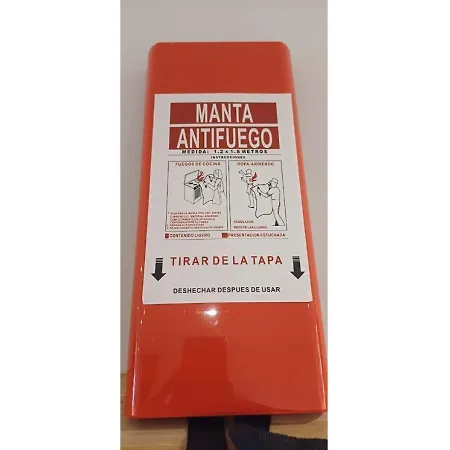 MANTA
ANTIFUEGO
MEDIDA: 1,2 x 1,8 METROS
INSTRUCCIONES
FUEGOS DE COCINA
ROPA ARDIENDO
CONTENIDO LIGERO
PRESENTACION ESTUCHADA
TIRAR DE LA TAPA
DESHECHAR DESPUES DE USAR